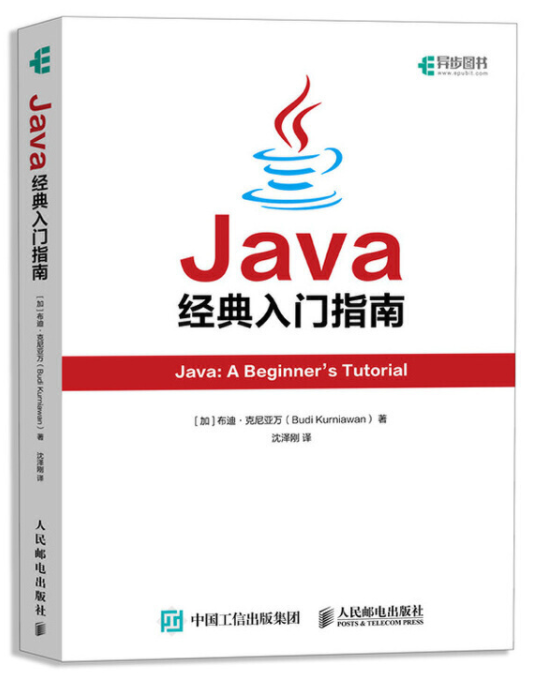 异步图书
www.epubit.com
Java
经典入门指南
Java: A Beginner's Tutorial
[加] 布迪·克尼亚万（Budi Kurniawan） 著
沈泽刚 译
中国工信出版集团
人民邮电出版社
POSTS & TELECOM PRESS
Java 经典入门指南
[加] 布迪·克尼亚万（Budi Kurniawan） 著
沈泽刚 译
人民邮电出版社